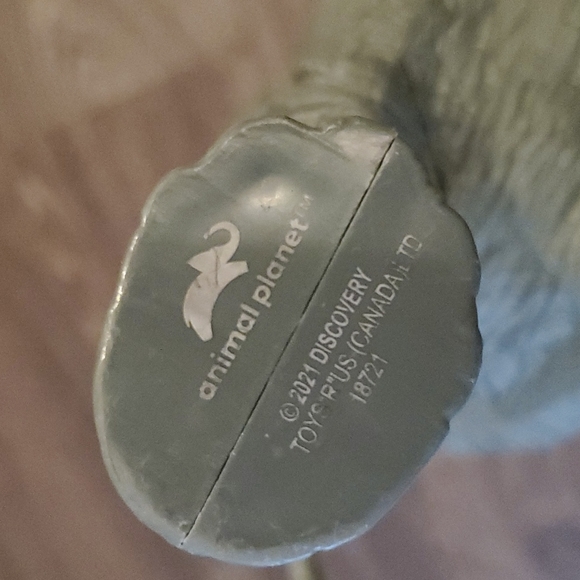 animal planet™
© 2021 DISCOVERY
TOYS"R"US (CANADA) LTD
18721